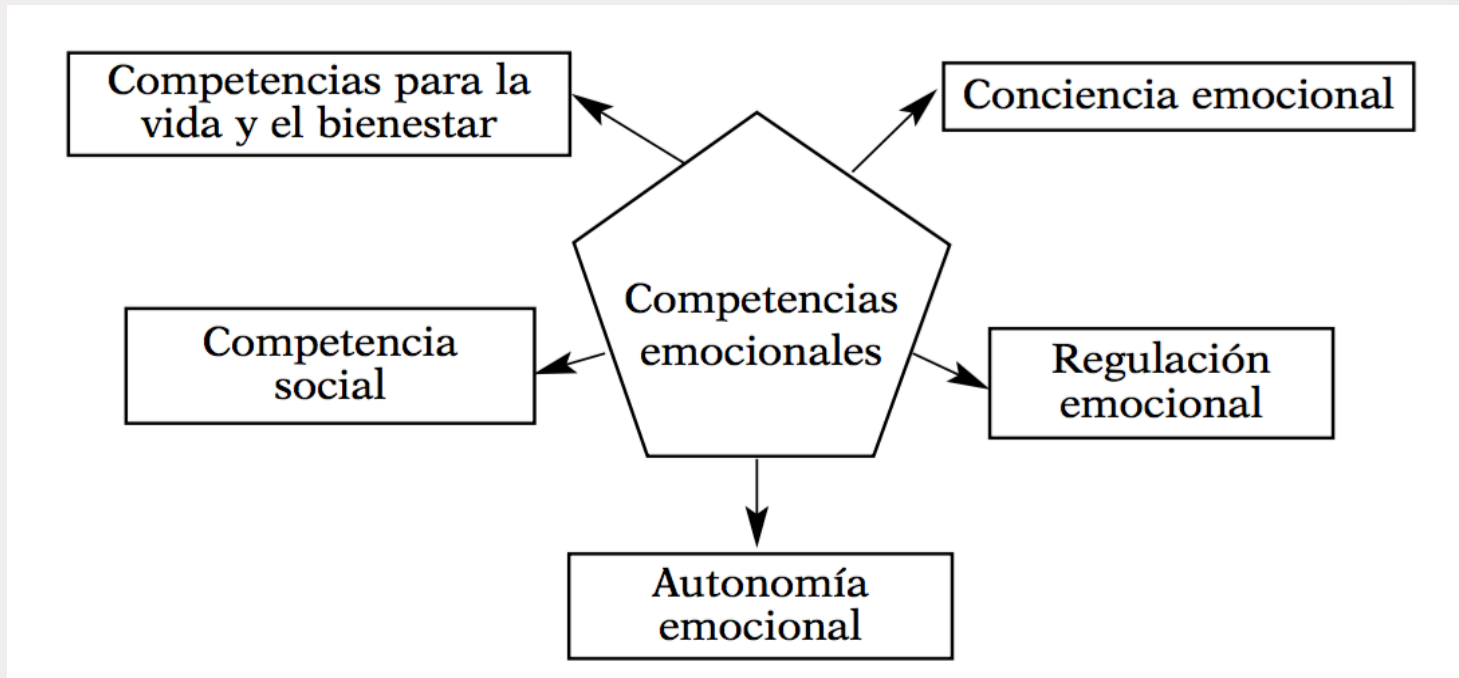 Competencias para la
vida y el bienestar
Conciencia emocional
Competencias
emocionales
Competencia
social
Regulación
emocional
Autonomía
emocional